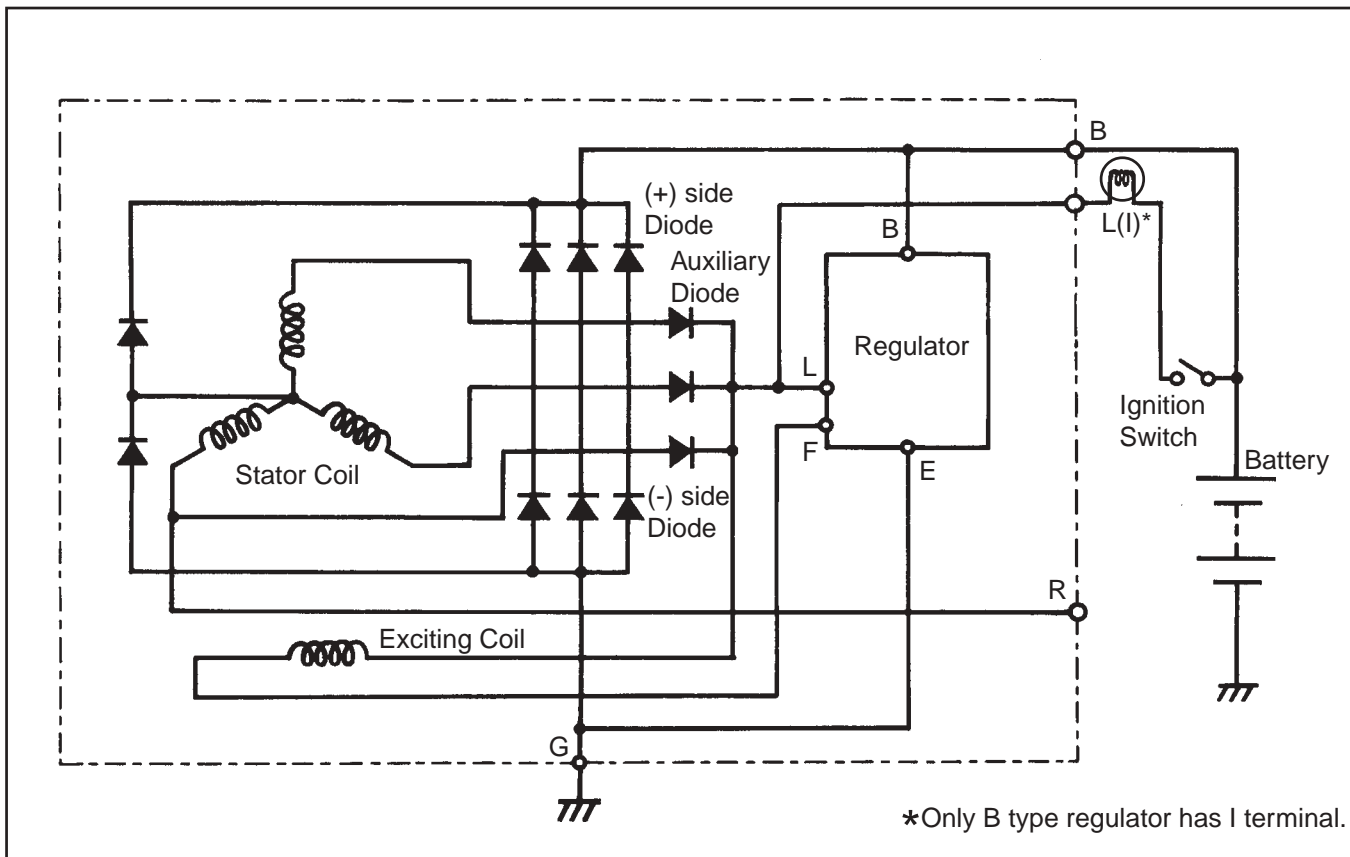 B
(+) side
Diode
L(I)*
B
Auxiliary
Diode
Regulator
L
Ignition
Switch
F
E
Stator Coil
Battery
(-) side
Diode
R
Exciting Coil
G
*Only B type regulator has I terminal.